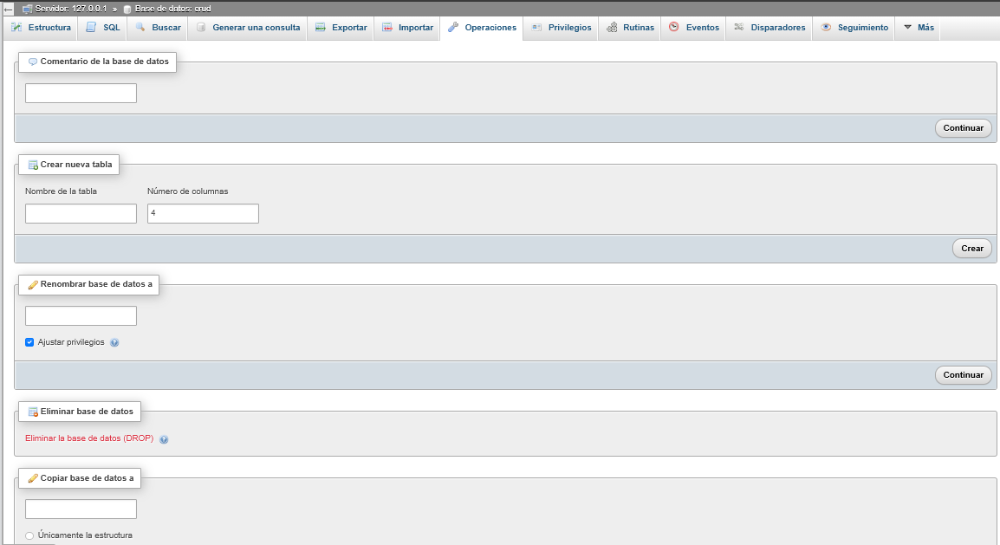 Servidor: 127.0.0.1 » Base de datos: crud
Estructura SQL Buscar Generar una consulta Exportar Importar Operaciones Privilegios Rutinas Eventos Disparadores Seguimiento Más
Comentario de la base de datos
Continuar
Crear nueva tabla
Nombre de la tabla Número de columnas
4
Crear
Renombrar base de datos a
Ajustar privilegios
Continuar
Eliminar base de datos
Eliminar la base de datos (DROP)
Copiar base de datos a
Únicamente la estructura